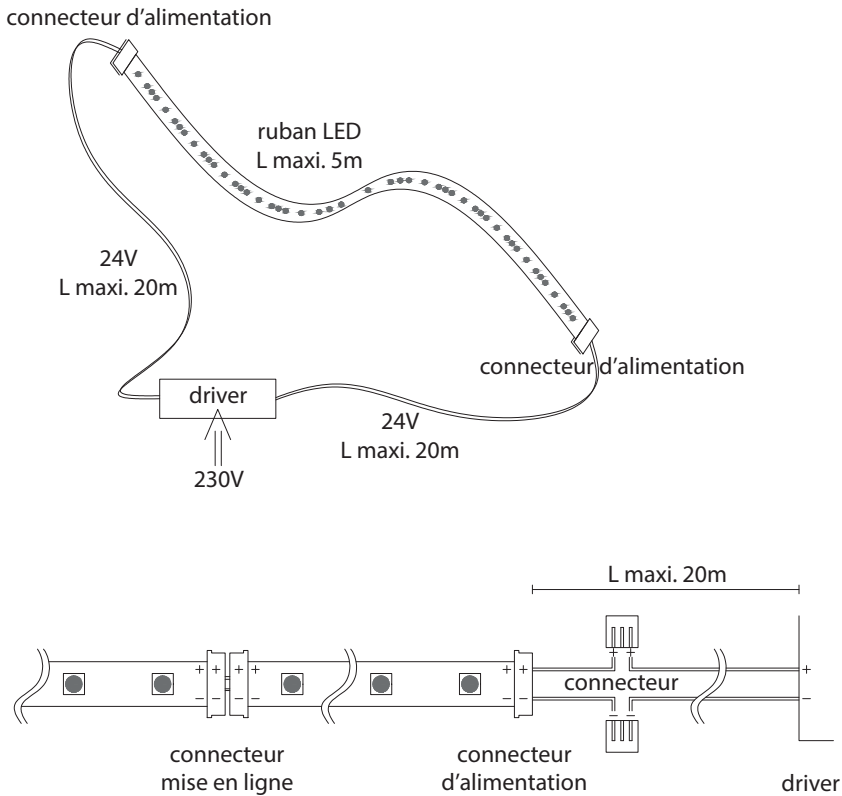 connecteur d’alimentation
ruban LED
L maxi. 5m
24V
L maxi. 20m
connecteur d’alimentation
driver
24V
L maxi. 20m
230V
L maxi. 20m
+ + + + + + + +
connecteur
− − − − − − − −
connecteur
mise en ligne
connecteur
d’alimentation
driver